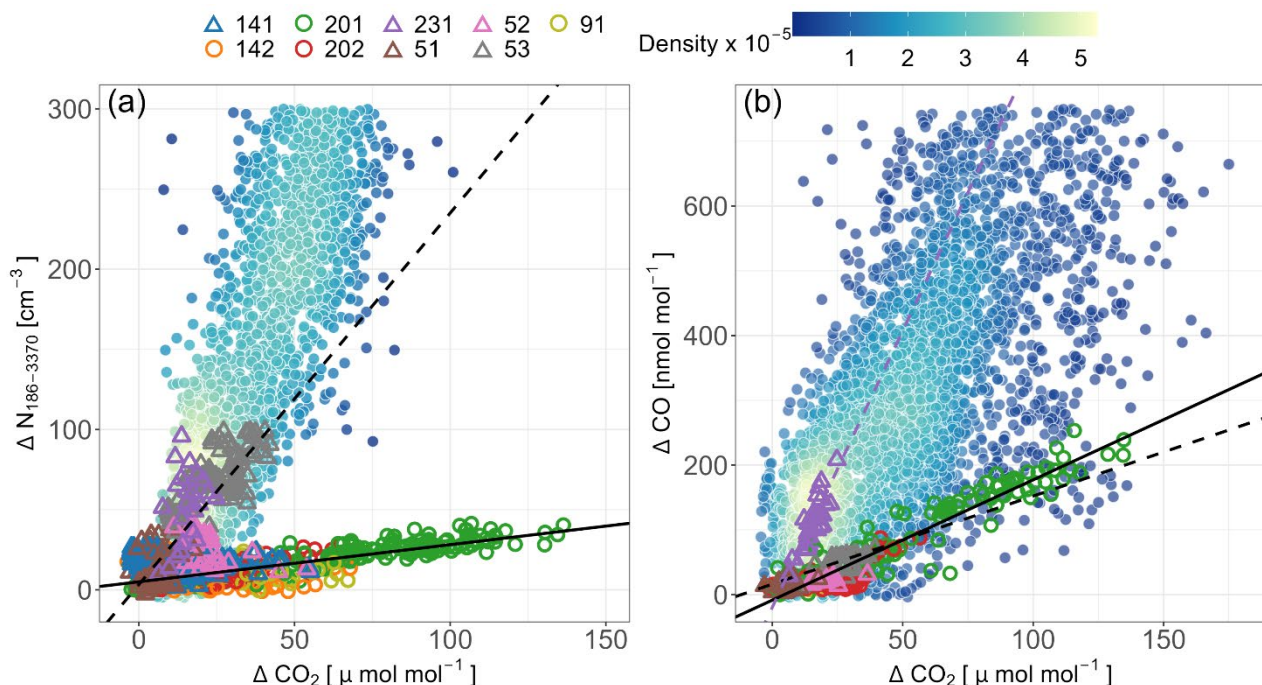 141 201 231 52 91
142 202 51 53
Density x 10⁻⁵
1 2 3 4 5
(a)
300
200
100
0
Δ N₁₈₆₋₃₃₇₀ [cm⁻³]
0 50 100 150
Δ CO₂ [ μ mol mol⁻¹ ]
(b)
600
400
200
0
Δ CO [nmol mol⁻¹]
0 50 100 150
Δ CO₂ [ μ mol mol⁻¹ ]